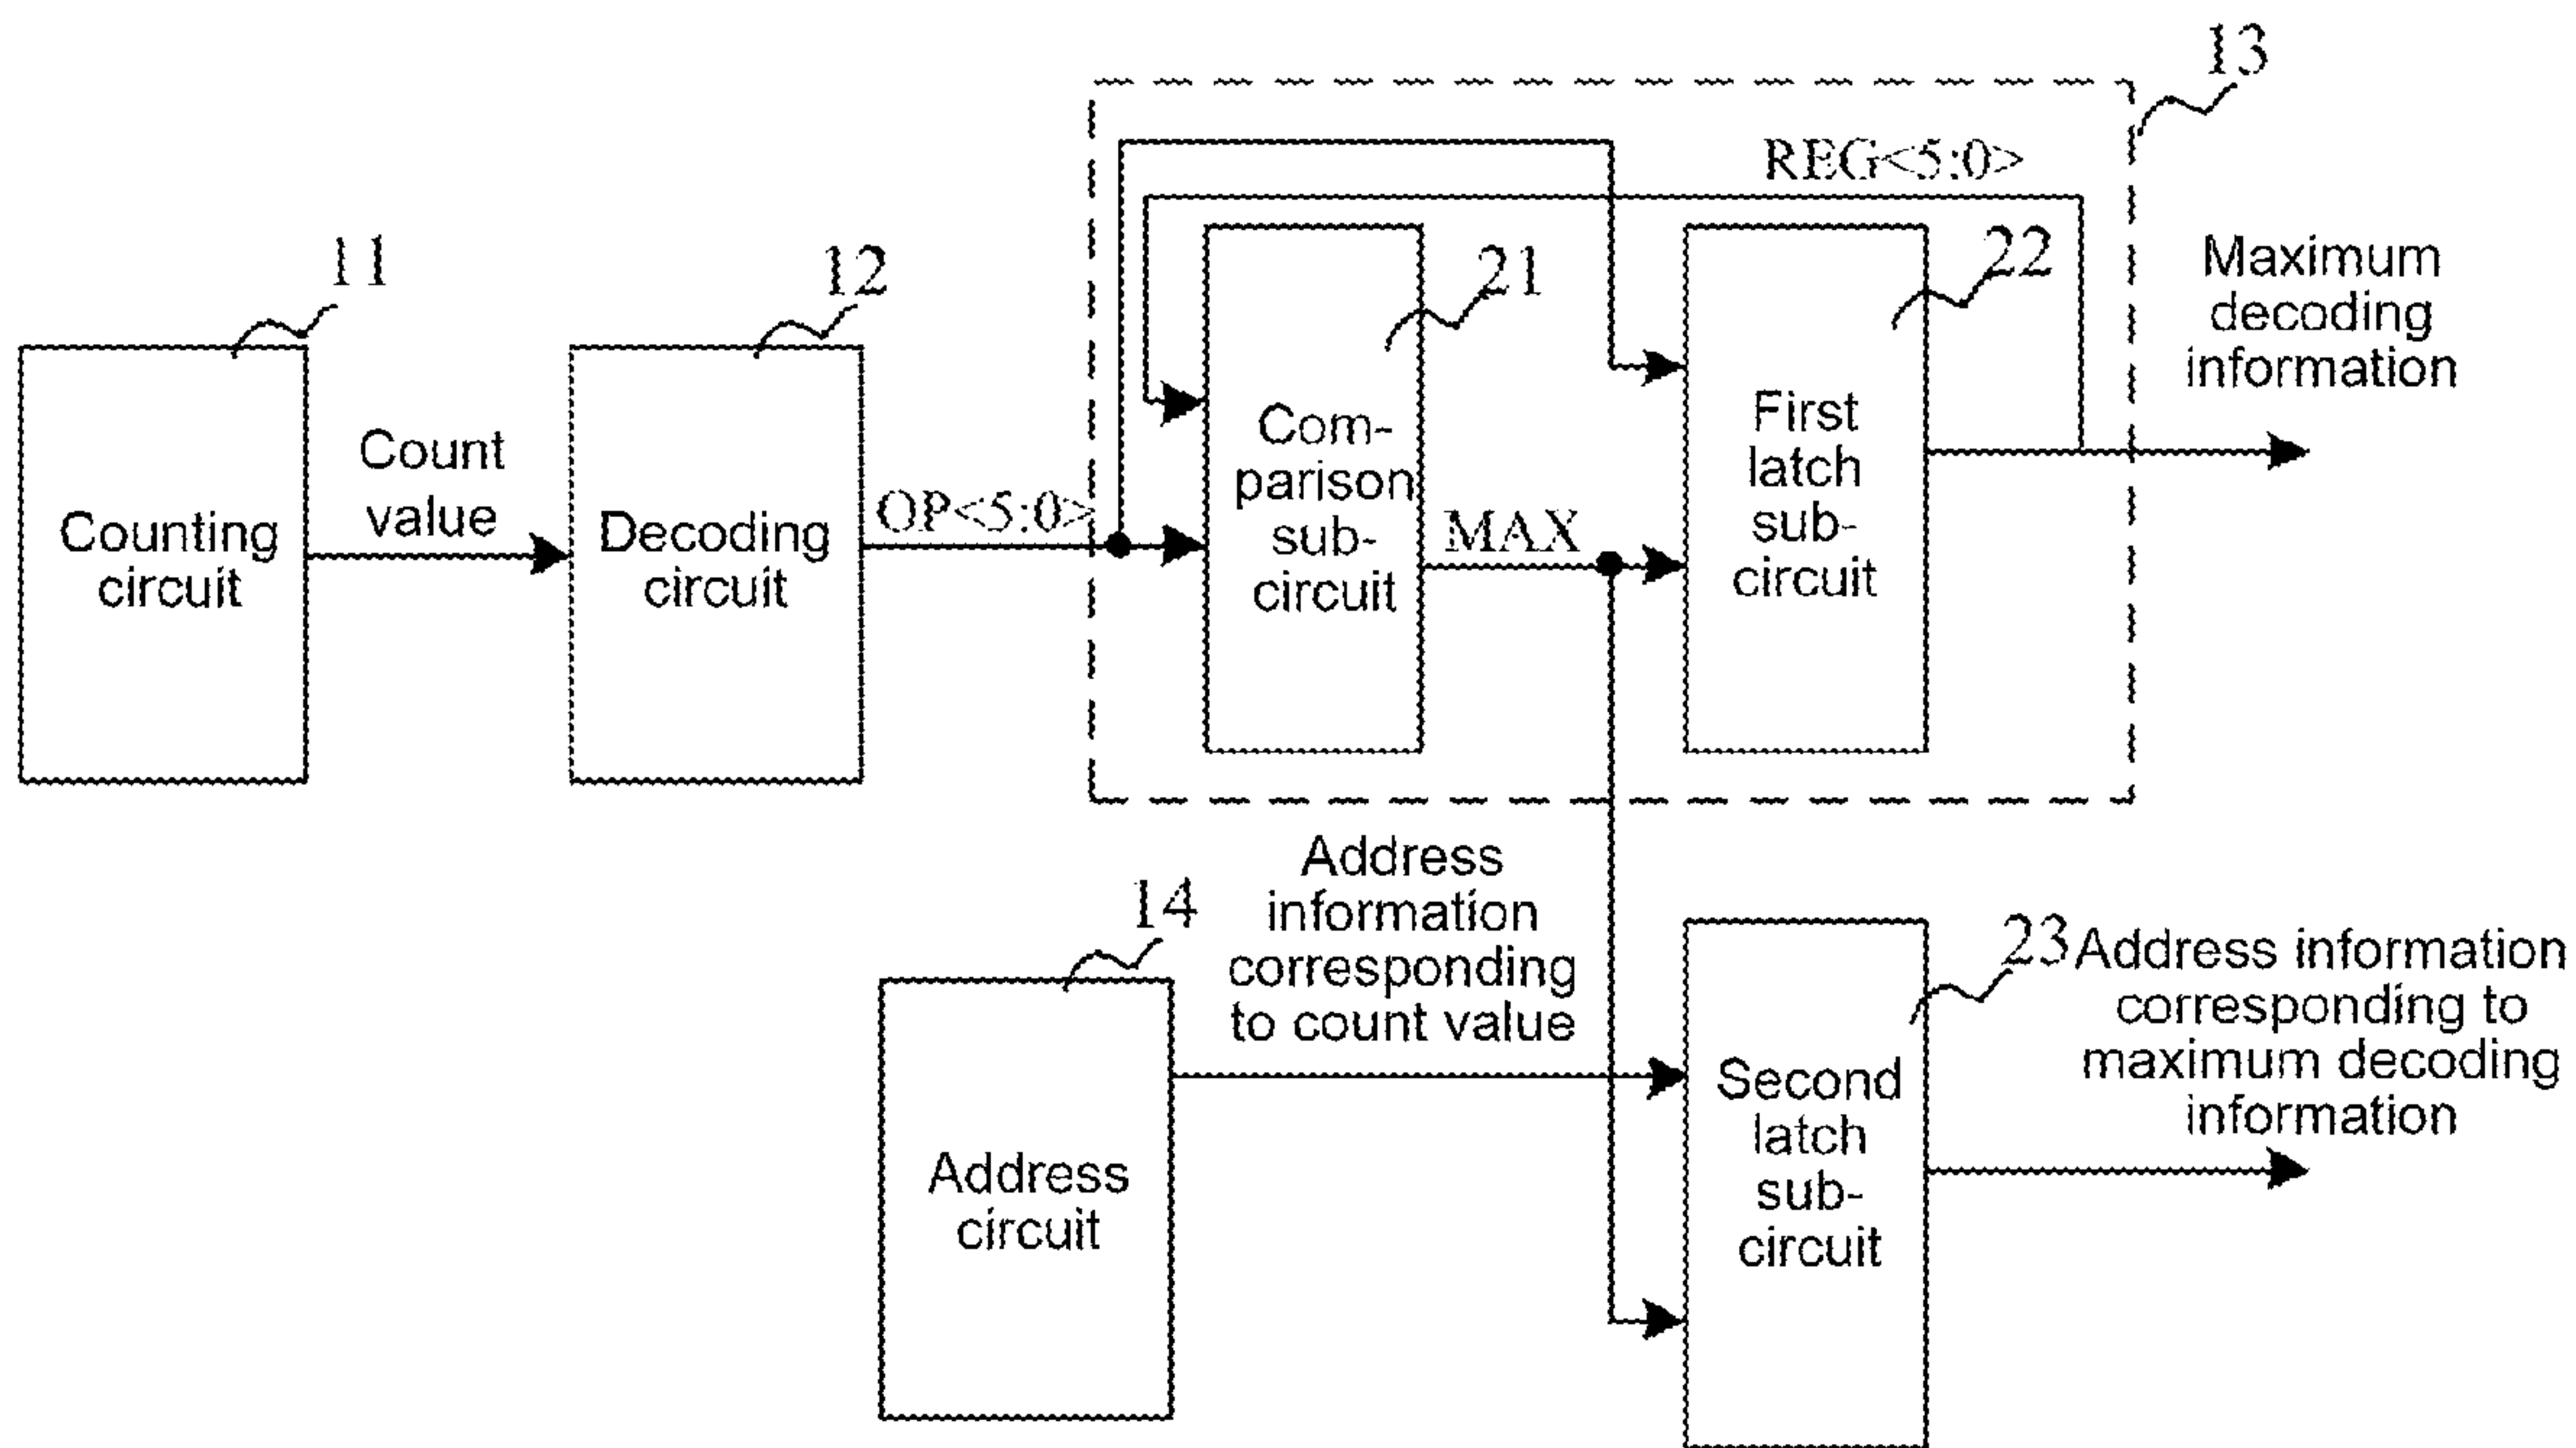 13
REG<5:0>
11
12
21
22
Maximum
decoding
information
Counting
circuit
Count
value
Decoding
circuit
OP<5:0>
Com-
parison
sub-
circuit
MAX
First
latch
sub-
circuit
14
Address
information
corresponding
to count value
Address
circuit
23
Second
latch
sub-
circuit
Address information
corresponding to
maximum decoding
information